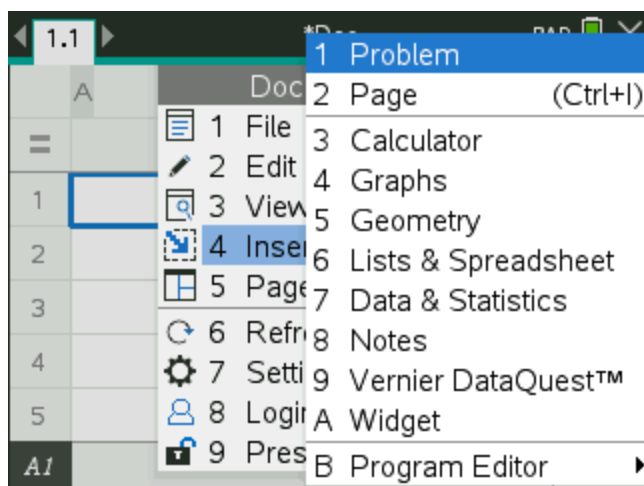 1.1
1 Problem
2 Page (Ctrl+I)
3 Calculator
4 Graphs
5 Geometry
6 Lists & Spreadsheet
7 Data & Statistics
8 Notes
9 Vernier DataQuest™
A Widget
B Program Editor
Doc
1 File
2 Edit
3 View
4 Inser
5 Page
6 Refr
7 Setti
8 Login
9 Pres
A
=
1
2
3
4
5
A1